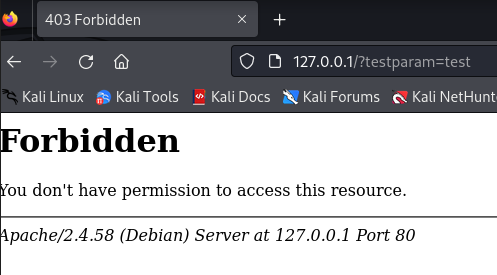 403 Forbidden
127.0.0.1/?testparam=test
Kali Linux Kali Tools Kali Docs Kali Forums Kali NetHunt
Forbidden
You don't have permission to access this resource.
Apache/2.4.58 (Debian) Server at 127.0.0.1 Port 80